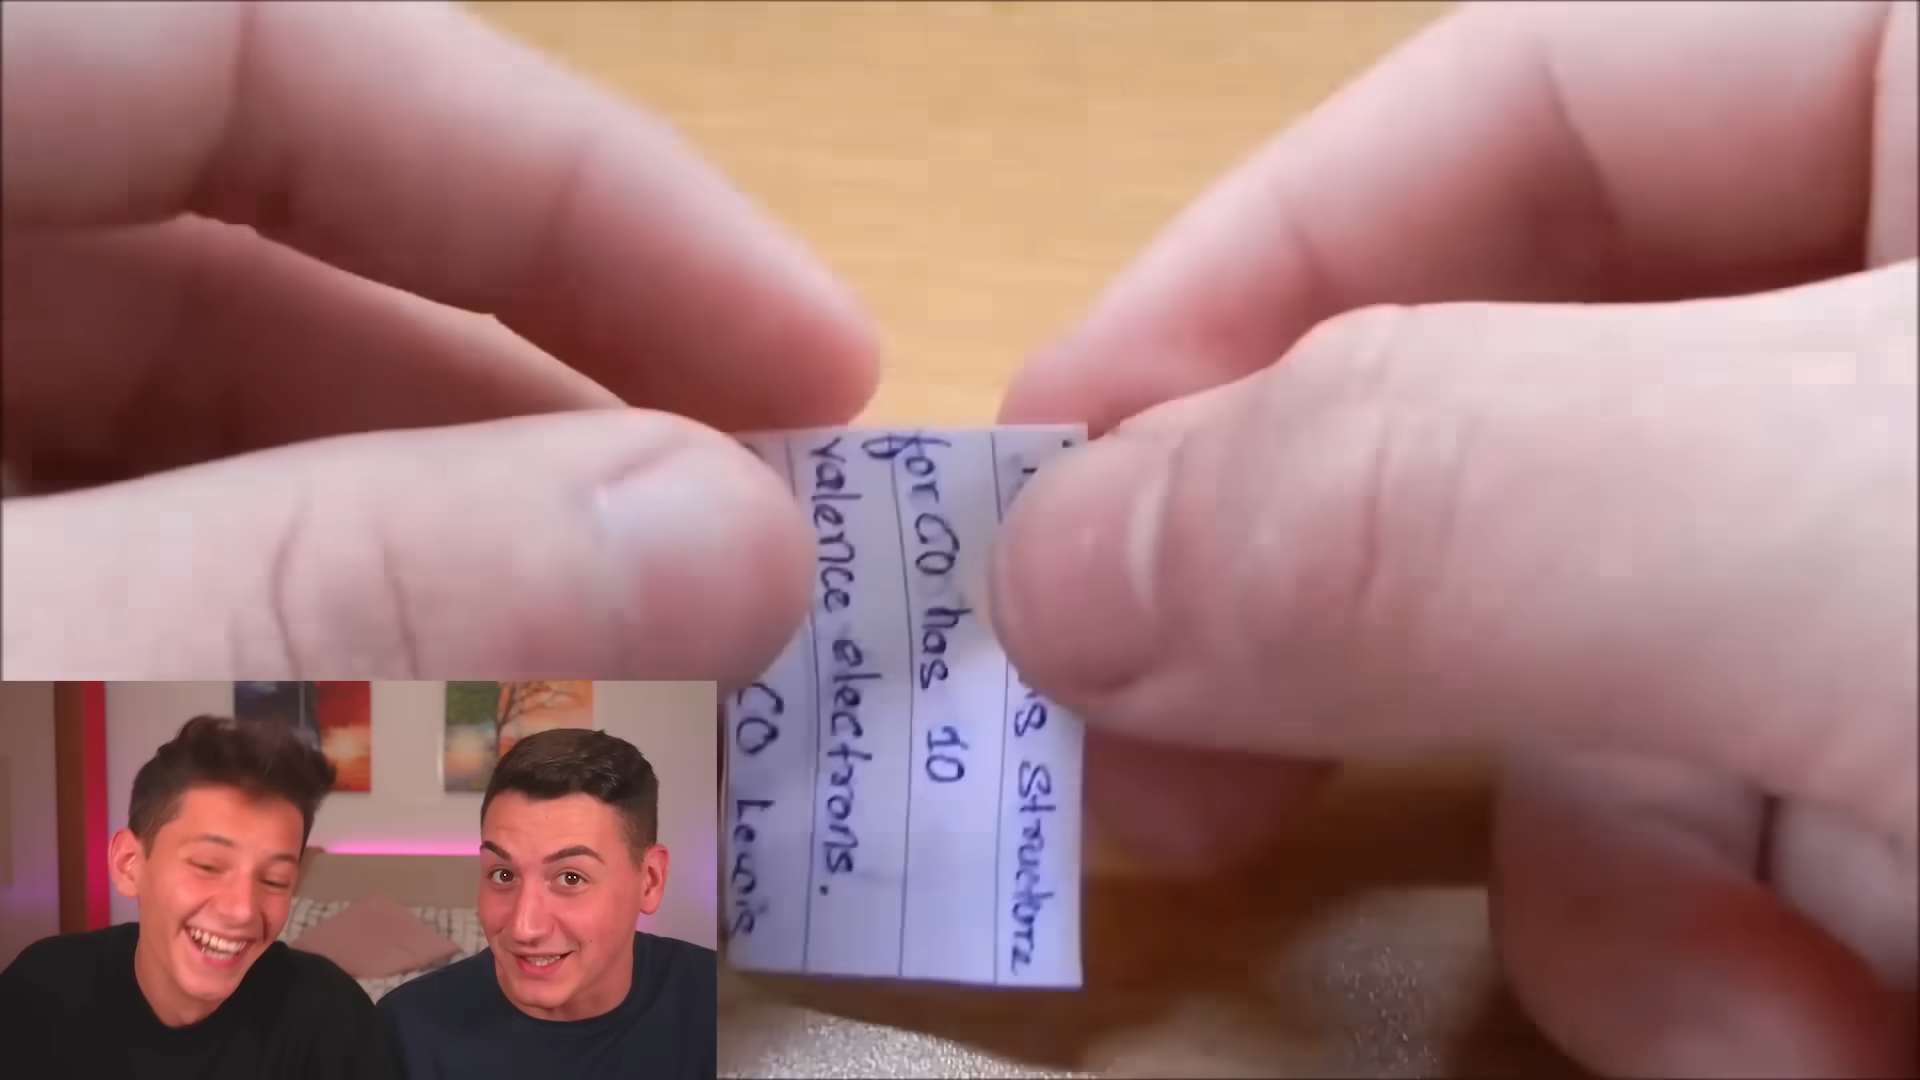 Structure
for CO has 10
valence electrons.
CO Lewis